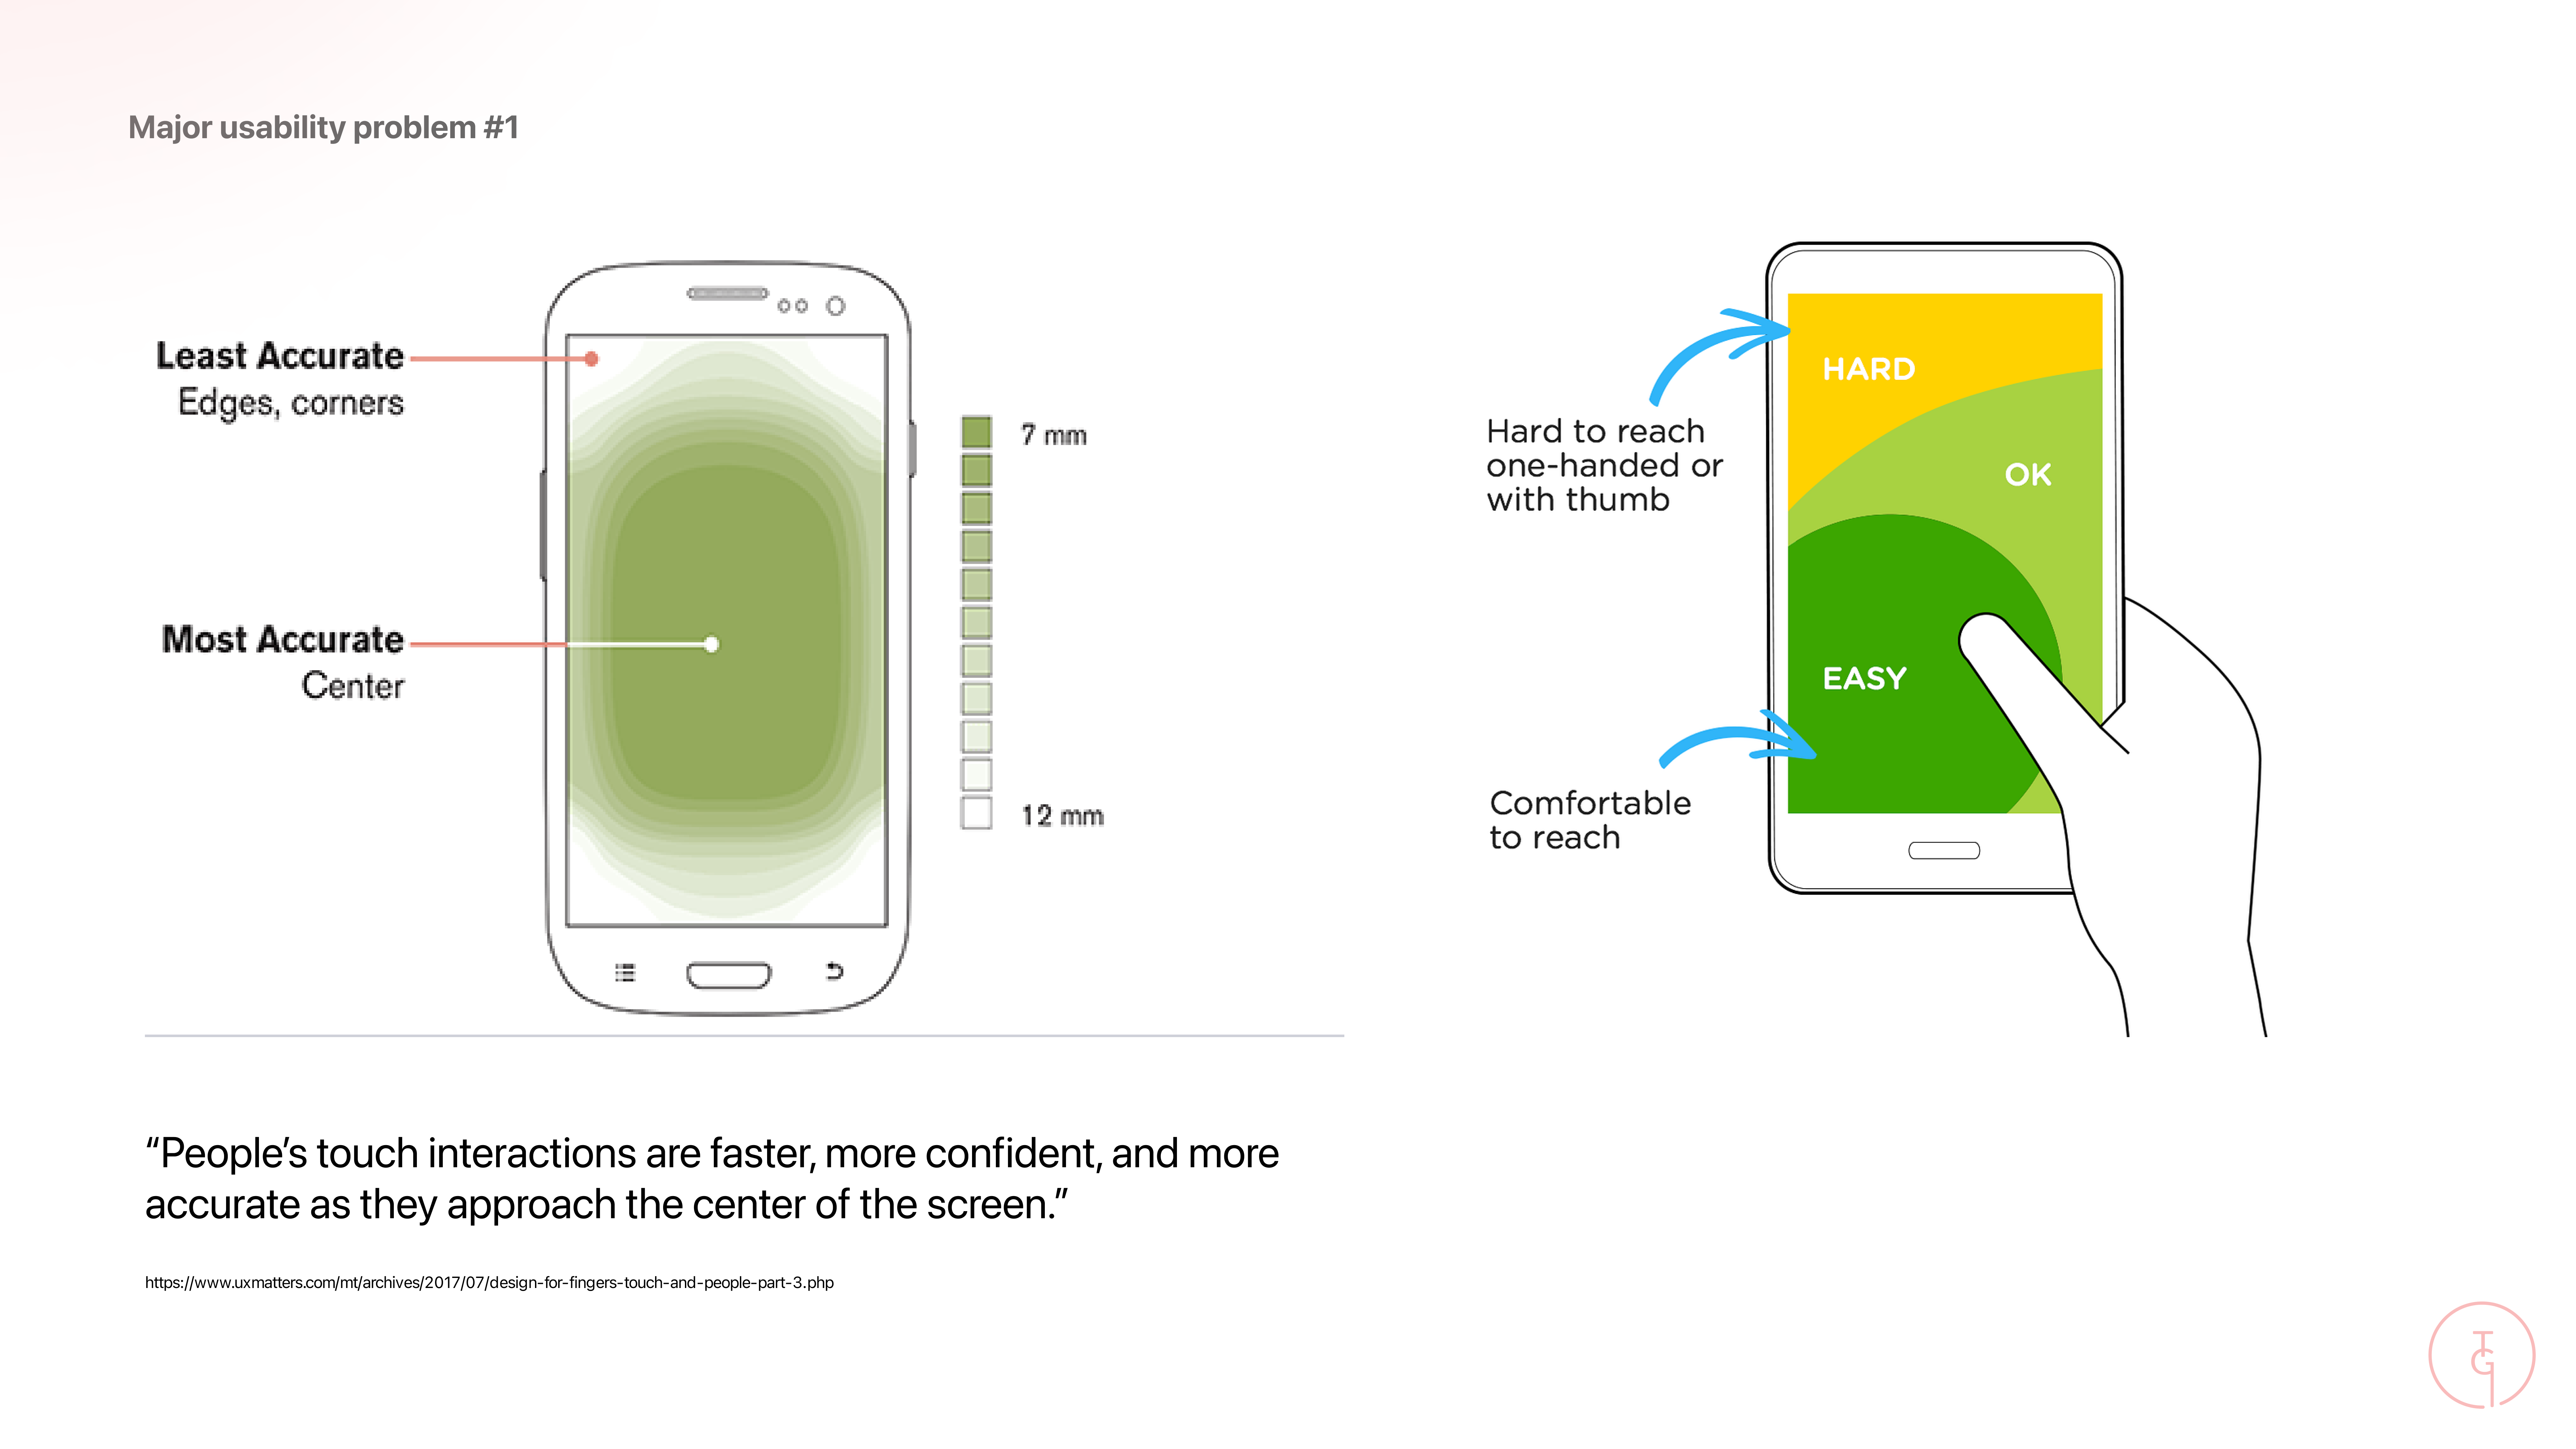 Major usability problem #1
Least Accurate
Edges, corners
Most Accurate
Center
7 mm
12 mm
HARD
OK
EASY
Hard to reach
one-handed or
with thumb
Comfortable
to reach
“People’s touch interactions are faster, more confident, and more
accurate as they approach the center of the screen.”
https://www.uxmatters.com/mt/archives/2017/07/design-for-fingers-touch-and-people-part-3.php
TG